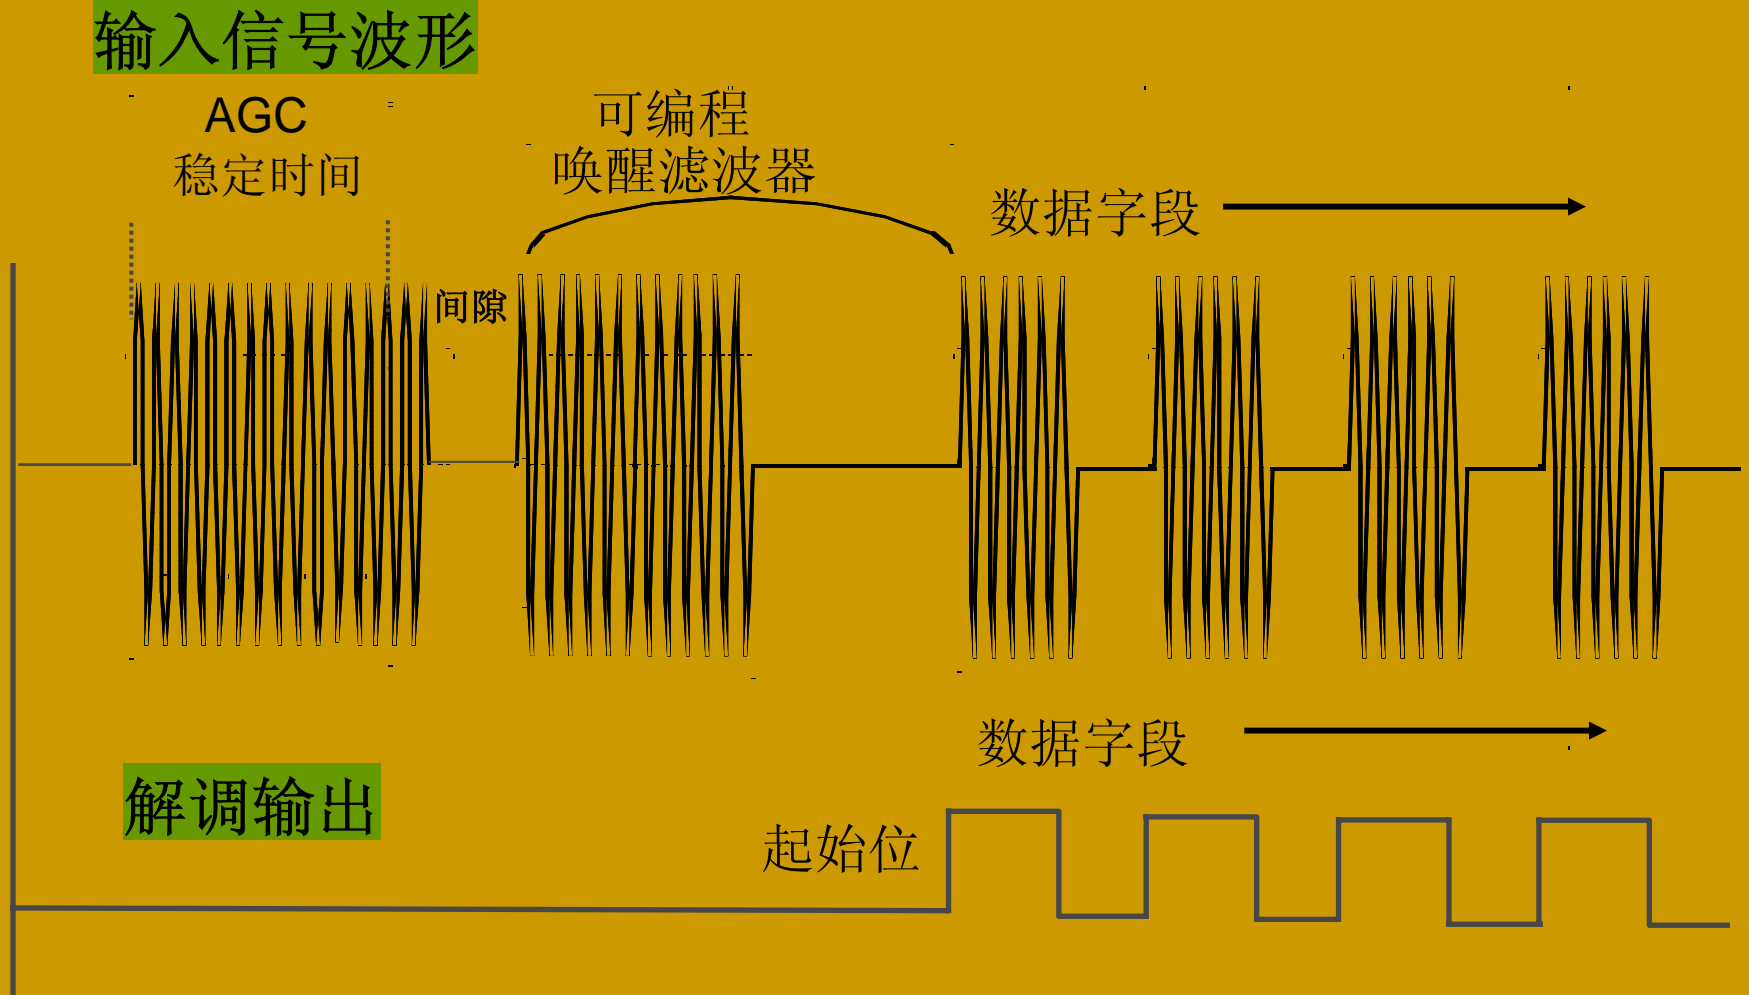 输入信号波形
AGC
稳定时间
可编程
唤醒滤波器
数据字段
间隙
数据字段
解调输出
起始位